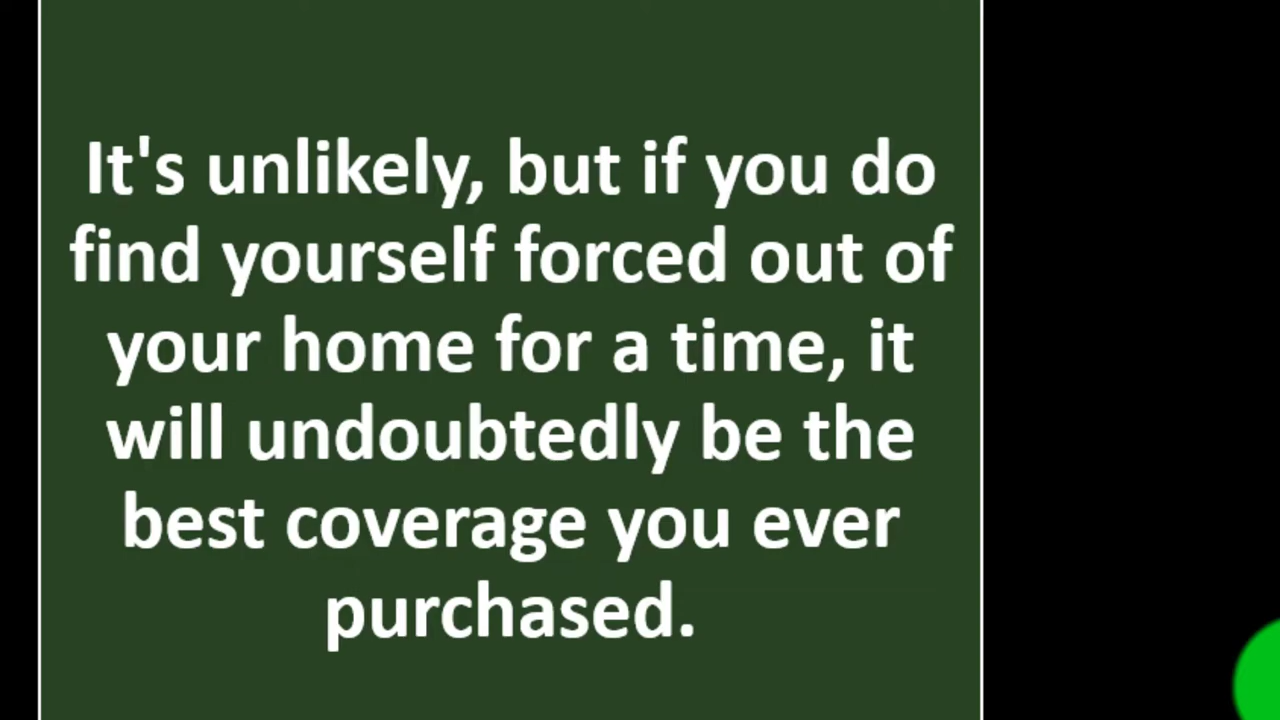 It's unlikely, but if you do
find yourself forced out of
your home for a time, it
will undoubtedly be the
best coverage you ever
purchased.